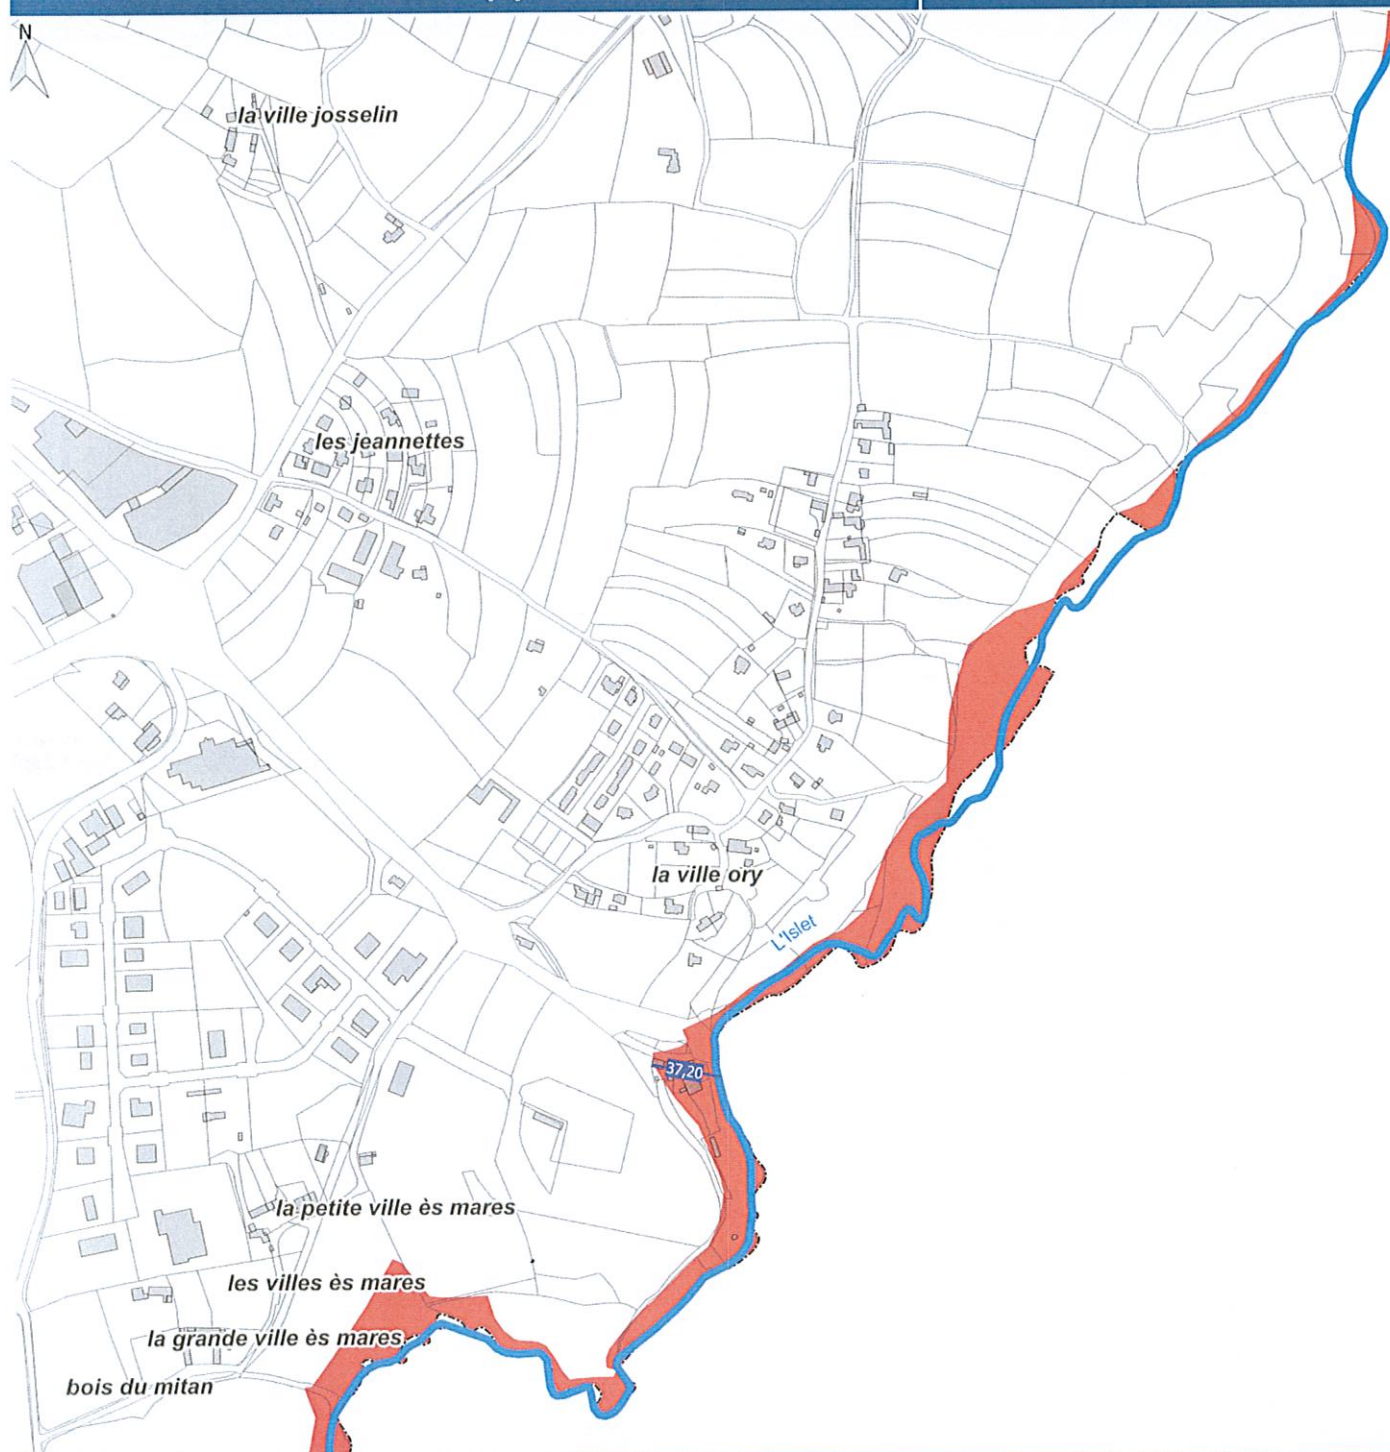 N
la ville josselin
les jeannettes
la ville ory
L'Islet
37,20
la petite ville ès mares
les villes ès mares
la grande ville ès mares
bois du mitan